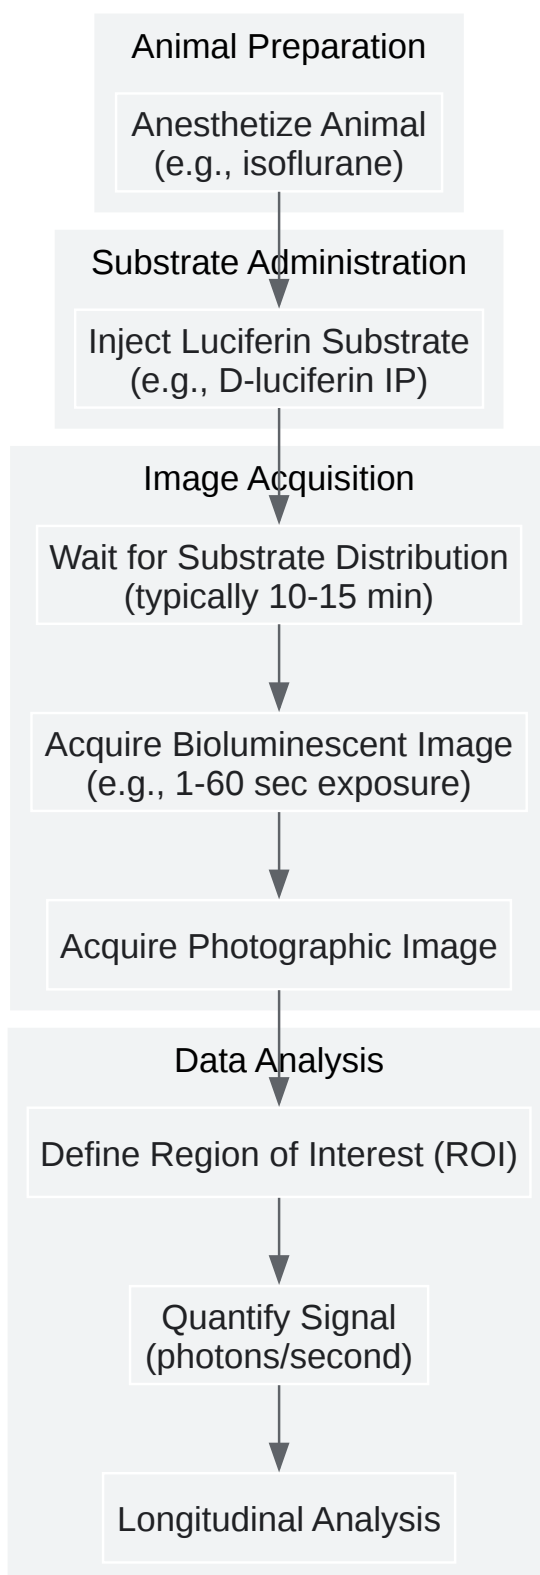 Animal Preparation
Anesthetize Animal
(e.g., isoflurane)
Substrate Administration
Inject Luciferin Substrate
(e.g., D-luciferin IP)
Image Acquisition
Wait for Substrate Distribution
(typically 10-15 min)
Acquire Bioluminescent Image
(e.g., 1-60 sec exposure)
Acquire Photographic Image
Data Analysis
Define Region of Interest (ROI)
Quantify Signal
(photons/second)
Longitudinal Analysis